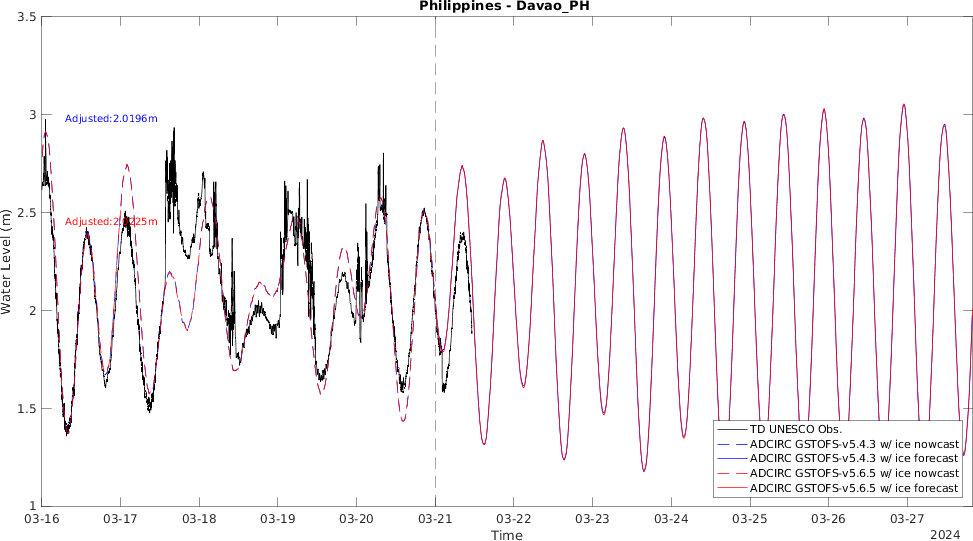 Philippines - Davao_PH
Water Level (m)
3.5
3
2.5
2
1.5
1
Adjusted:2.0196m
TD UNESCO Obs.
ADCIRC GSTOFS-v5.4.3 w/ ice nowcast
ADCIRC GSTOFS-v5.4.3 w/ ice forecast
ADCIRC GSTOFS-v5.6.5 w/ ice nowcast
ADCIRC GSTOFS-v5.6.5 w/ ice forecast
03-16 03-17 03-18 03-19 03-20 03-21 03-22 03-23 03-24 03-25 03-26 03-27
Time
2024